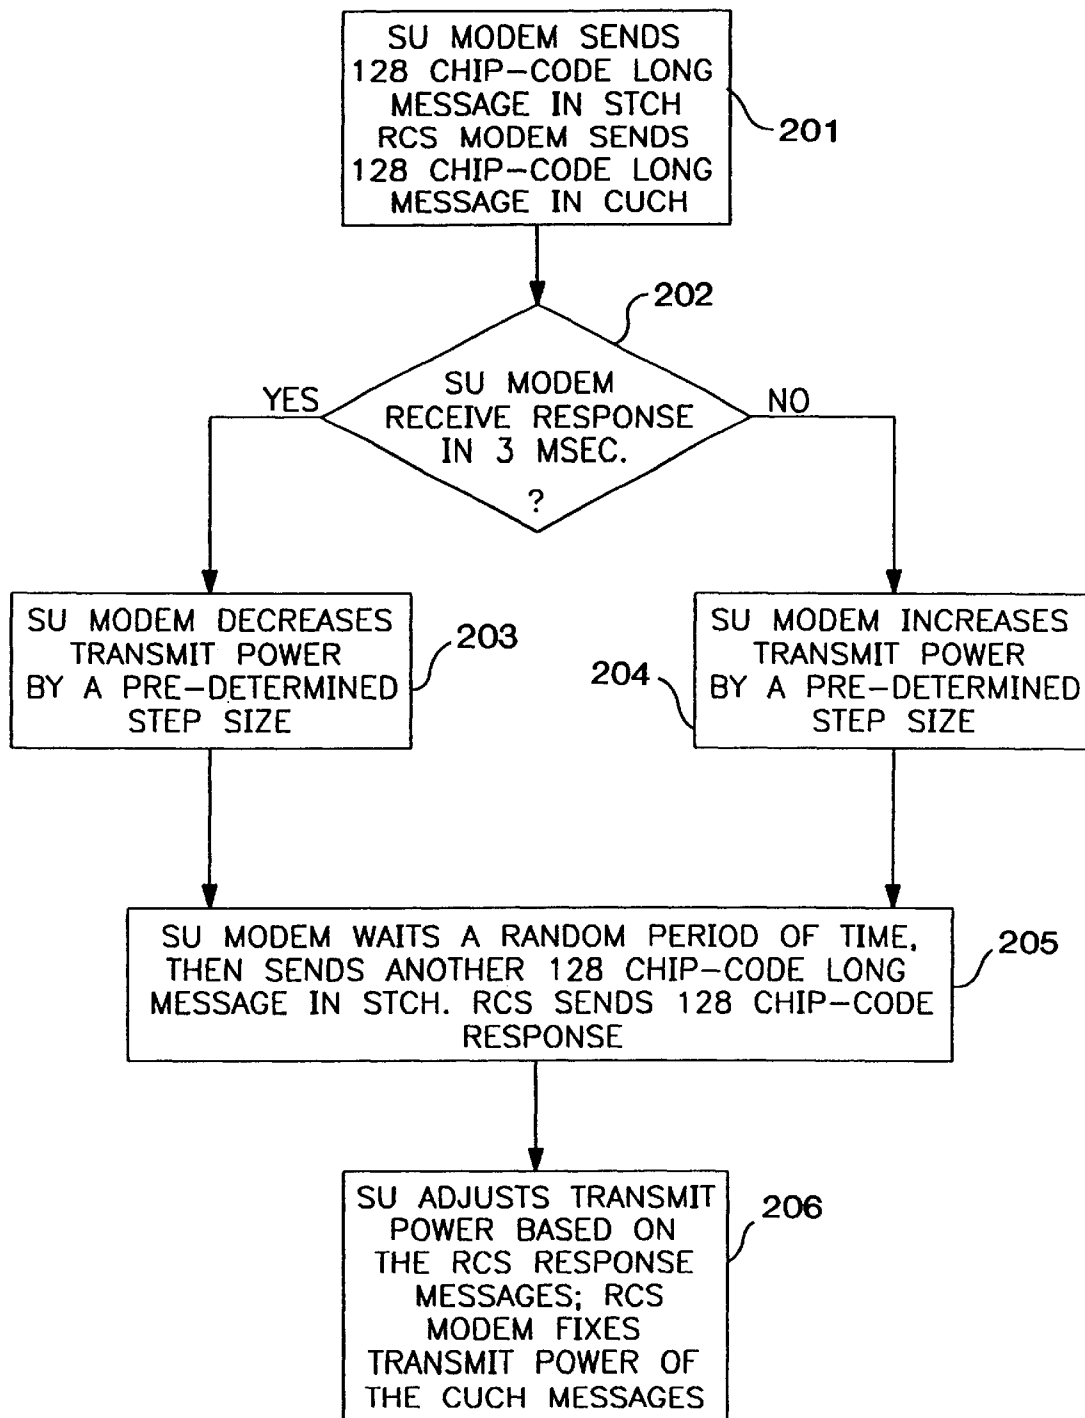 SU MODEM SENDS
128 CHIP-CODE LONG
MESSAGE IN STCH
RCS MODEM SENDS
128 CHIP-CODE LONG
MESSAGE IN CUCH
201
202
YES
SU MODEM
RECEIVE RESPONSE
IN 3 MSEC.
?
NO
SU MODEM DECREASES
TRANSMIT POWER
BY A PRE-DETERMINED
STEP SIZE
203
204
SU MODEM INCREASES
TRANSMIT POWER
BY A PRE-DETERMINED
STEP SIZE
SU MODEM WAITS A RANDOM PERIOD OF TIME,
THEN SENDS ANOTHER 128 CHIP-CODE LONG
MESSAGE IN STCH. RCS SENDS 128 CHIP-CODE
RESPONSE
205
SU ADJUSTS TRANSMIT
POWER BASED ON
THE RCS RESPONSE
MESSAGES; RCS
MODEM FIXES
TRANSMIT POWER OF
THE CUCH MESSAGES
206